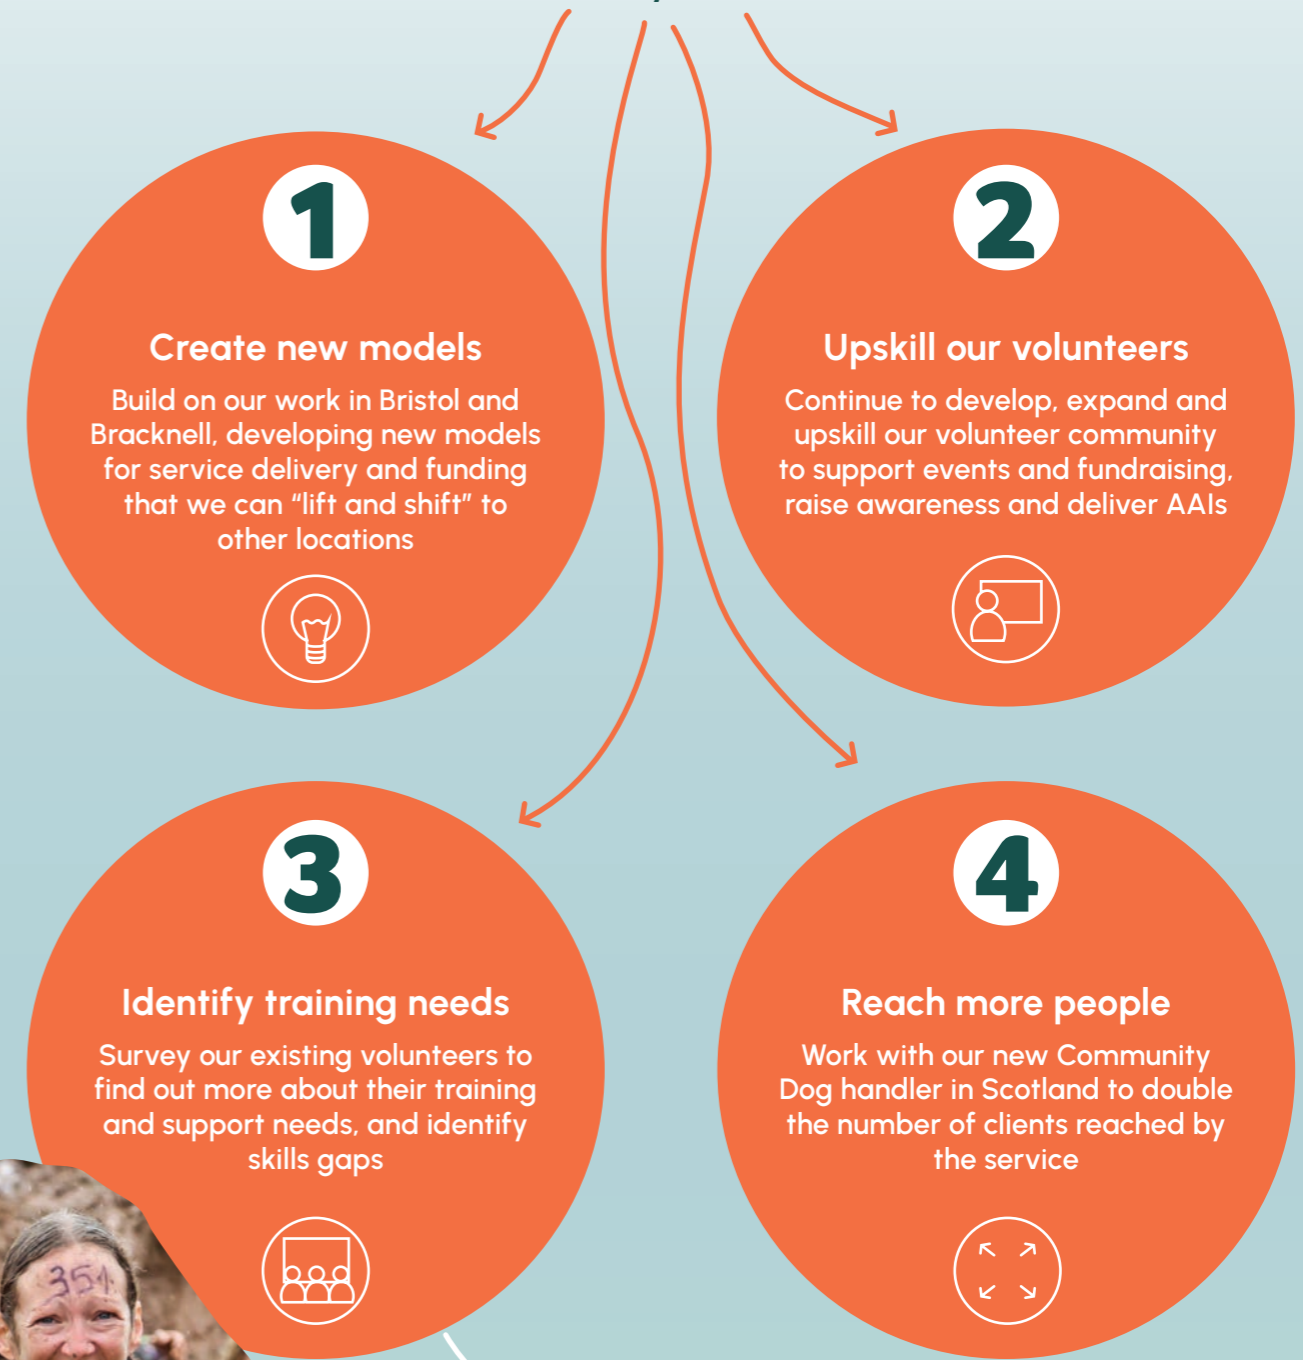 1
Create new models
Build on our work in Bristol and
Bracknell, developing new models
for service delivery and funding
that we can “lift and shift” to
other locations
2
Upskill our volunteers
Continue to develop, expand and
upskill our volunteer community
to support events and fundraising,
raise awareness and deliver AAIs
3
Identify training needs
Survey our existing volunteers to
find out more about their training
and support needs, and identify
skills gaps
4
Reach more people
Work with our new Community
Dog handler in Scotland to double
the number of clients reached by
the service
351